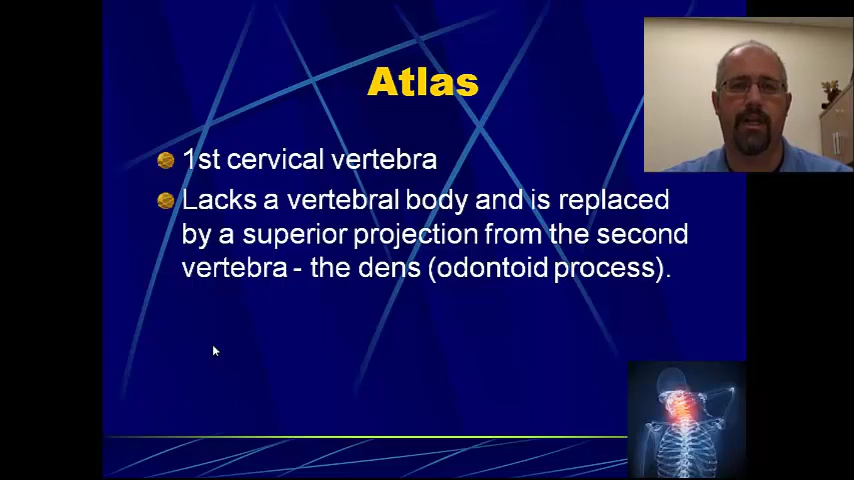 Atlas
1st cervical vertebra
Lacks a vertebral body and is replaced
by a superior projection from the second
vertebra - the dens (odontoid process).